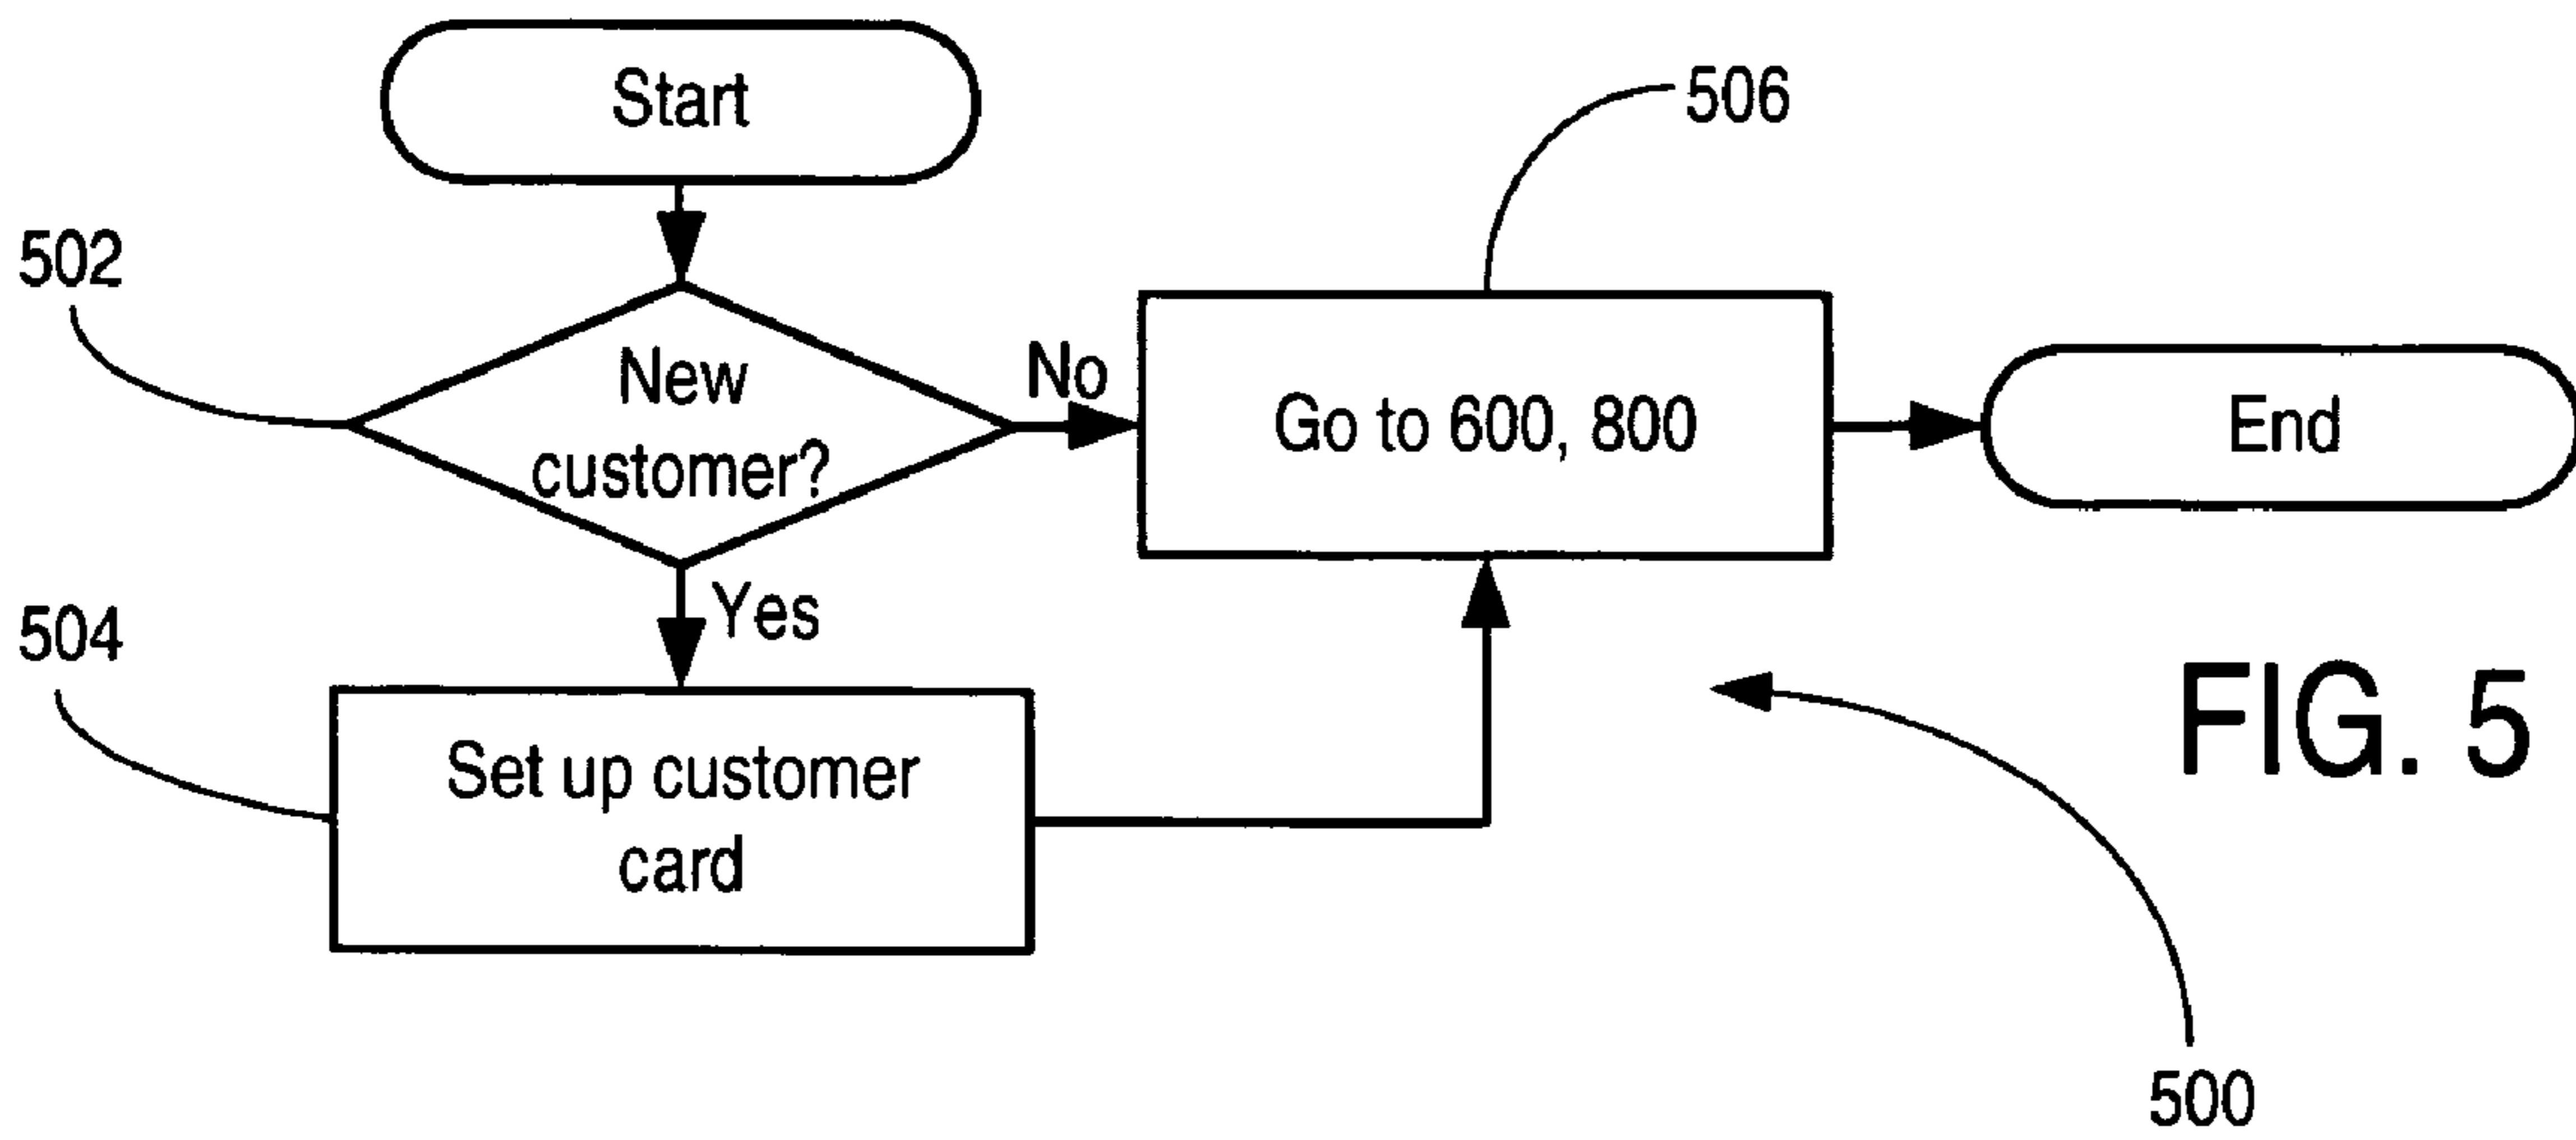 Start
506
502
New
customer?
No
Go to 600, 800
End
Yes
504
Set up customer
card
FIG. 5
500